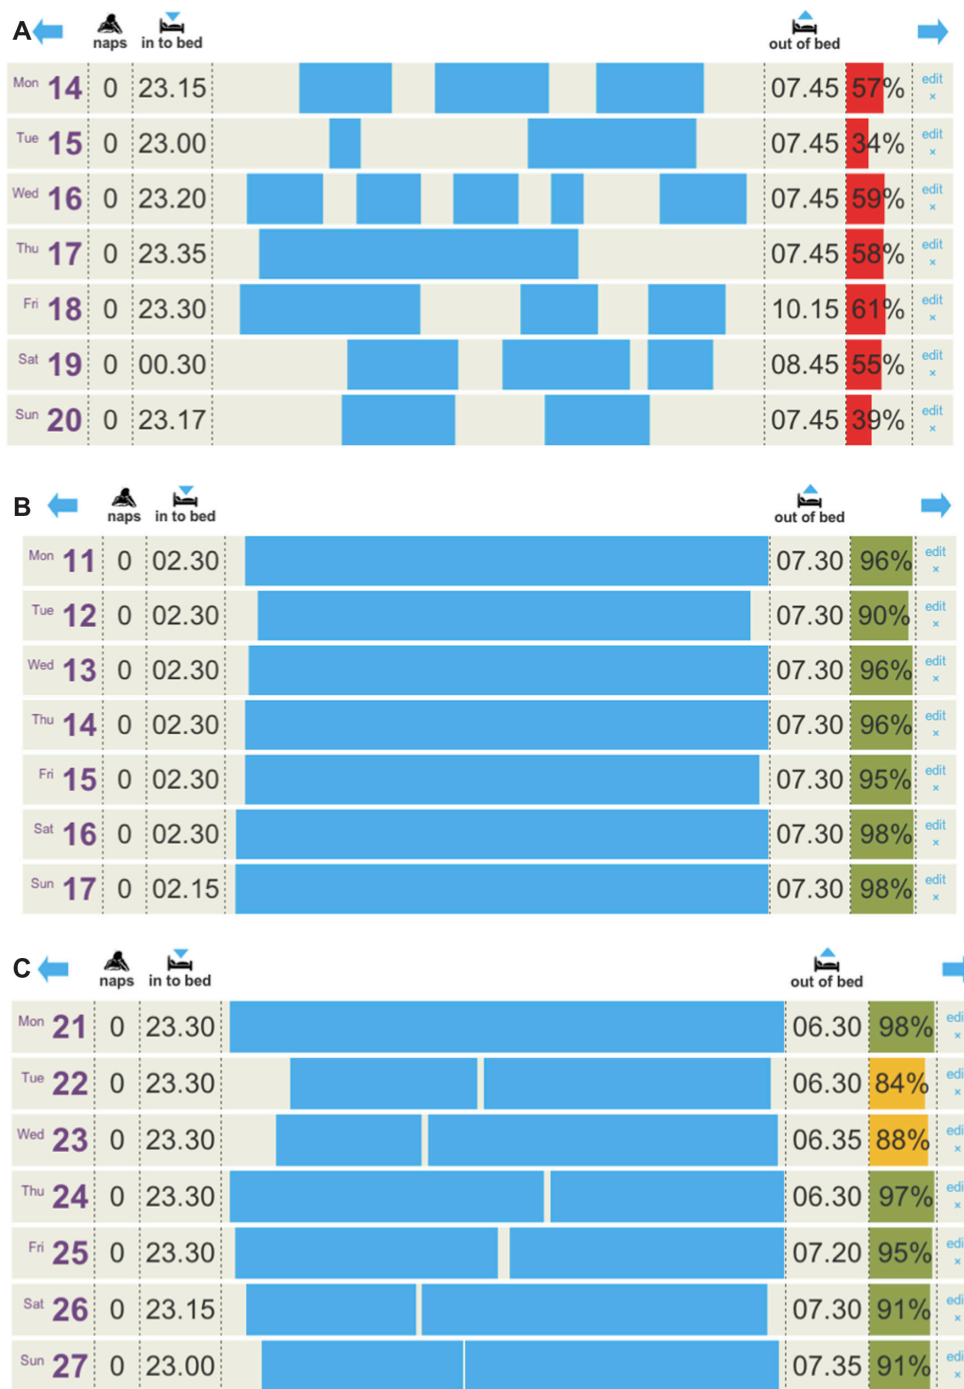 A
naps in to bed out of bed
Mon 14 0 23.15 07.45 57% edit ×
Tue 15 0 23.00 07.45 34% edit ×
Wed 16 0 23.20 07.45 59% edit ×
Thu 17 0 23.35 07.45 58% edit ×
Fri 18 0 23.30 10.15 61% edit ×
Sat 19 0 00.30 08.45 55% edit ×
Sun 20 0 23.17 07.45 39% edit ×
B
naps in to bed out of bed
Mon 11 0 02.30 07.30 96% edit ×
Tue 12 0 02.30 07.30 90% edit ×
Wed 13 0 02.30 07.30 96% edit ×
Thu 14 0 02.30 07.30 96% edit ×
Fri 15 0 02.30 07.30 95% edit ×
Sat 16 0 02.30 07.30 98% edit ×
Sun 17 0 02.15 07.30 98% edit ×
C
naps in to bed out of bed
Mon 21 0 23.30 06.30 98% edi ×
Tue 22 0 23.30 06.30 84% edi ×
Wed 23 0 23.30 06.35 88% edi ×
Thu 24 0 23.30 06.30 97% edi ×
Fri 25 0 23.30 07.20 95% edi ×
Sat 26 0 23.15 07.30 91% edi ×
Sun 27 0 23.00 07.35 91% edi ×